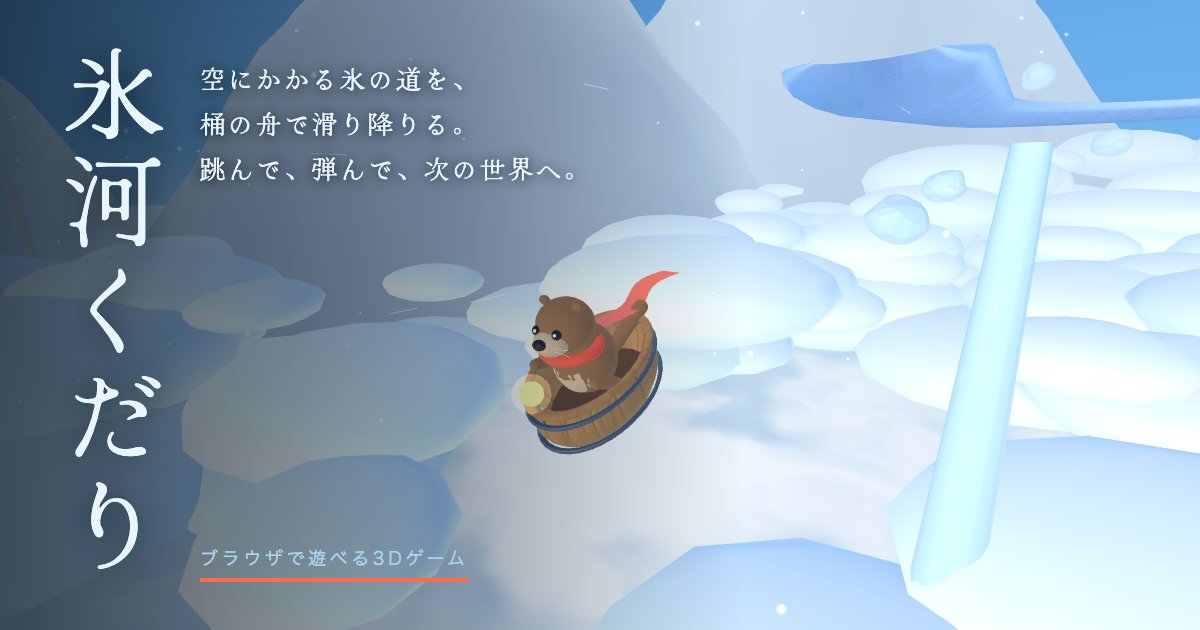 氷河くだり
空にかかる氷の道を、
桶の舟で滑り降りる。
跳んで、弾んで、次の世界へ。
ブラウザで遊べる3Dゲーム